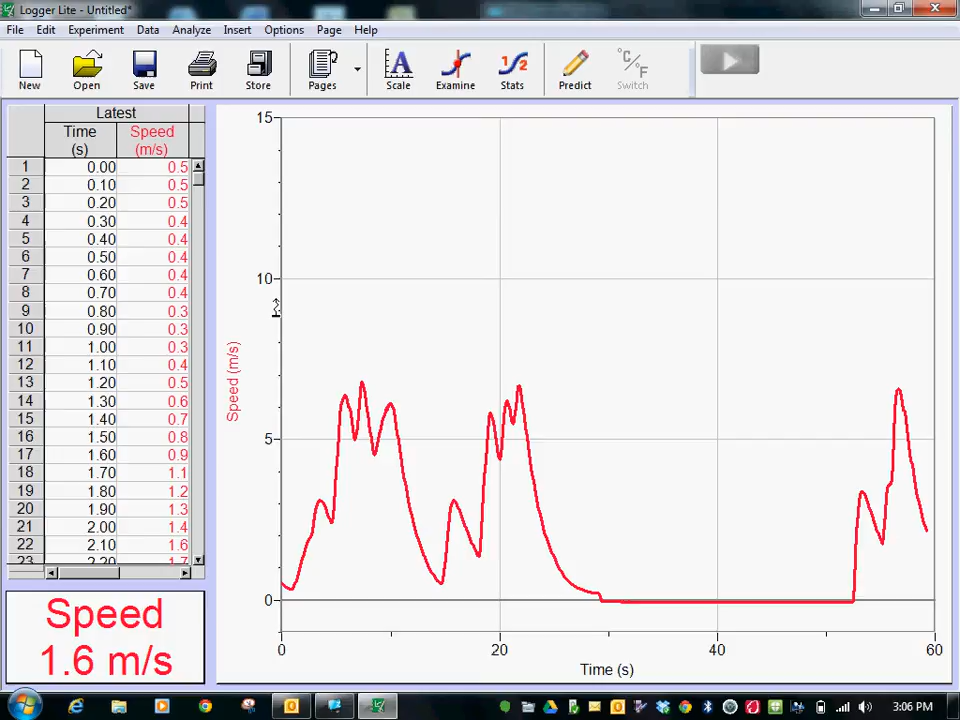 Logger Lite - Untitled*
File Edit Experiment Data Analyze Insert Options Page Help
New Open Save Print Store Pages Scale Examine Stats Predict Switch
Latest
Time Speed
(s) (m/s)
1 0.00 0.5
2 0.10 0.5
3 0.20 0.5
4 0.30 0.4
5 0.40 0.4
6 0.50 0.4
7 0.60 0.4
8 0.70 0.4
9 0.80 0.3
10 0.90 0.3
11 1.00 0.3
12 1.10 0.4
13 1.20 0.5
14 1.30 0.6
15 1.40 0.7
16 1.50 0.8
17 1.60 0.9
18 1.70 1.1
19 1.80 1.2
20 1.90 1.3
21 2.00 1.4
22 2.10 1.6
23 2.20 1.7
Speed
1.6 m/s
15
10
5
0
Speed (m/s)
0 20 40 60
Time (s)
3:06 PM